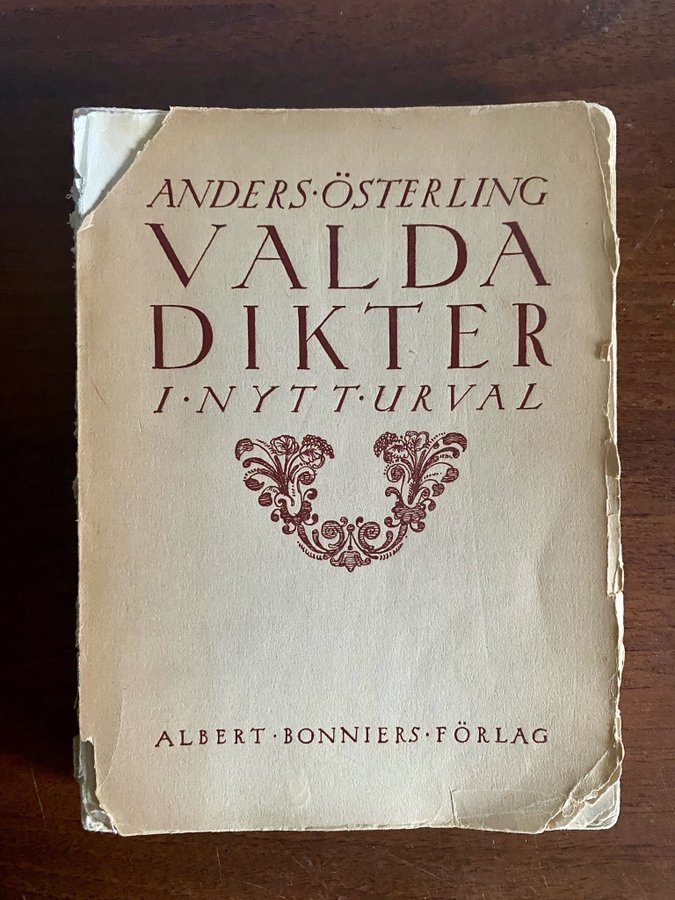 ANDERS·ÖSTERLING
VALDA
DIKTER
I·NYTT·URVAL
ALBERT·BONNIERS·FÖRLAG